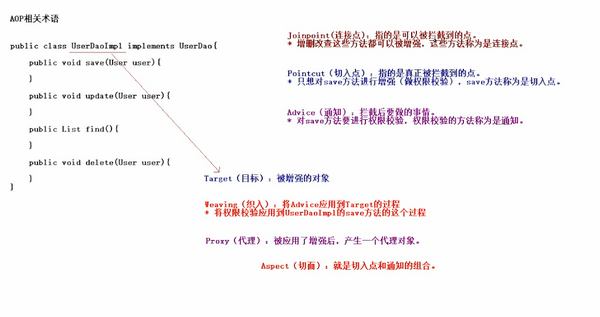 AOP相关术语
public class UserDaoImpl implements UserDao{
public void save(User user){
}
public void update(User user){
}
public List find(){
}
public void delete(User user){
}
}
Joinpoint(连接点)：指的是可以被拦截到的点。
* 增删改查这些方法都可以被增强，这些方法称为是连接点。
Pointcut（切入点）：指的是真正被拦截到的点。
* 只想对save方法进行增强（做权限校验），save方法称为是切入点。
Advice（通知）：拦截后要做的事情。
* 对save方法要进行权限校验，权限校验的方法称为是通知。
Target（目标）：被增强的对象
Weaving（织入）：将Advice应用到Target的过程
* 将权限校验应用到UserDaoImpl的save方法的这个过程
Proxy（代理）：被应用了增强后，产生一个代理对象。
Aspect（切面）：就是切入点和通知的组合。